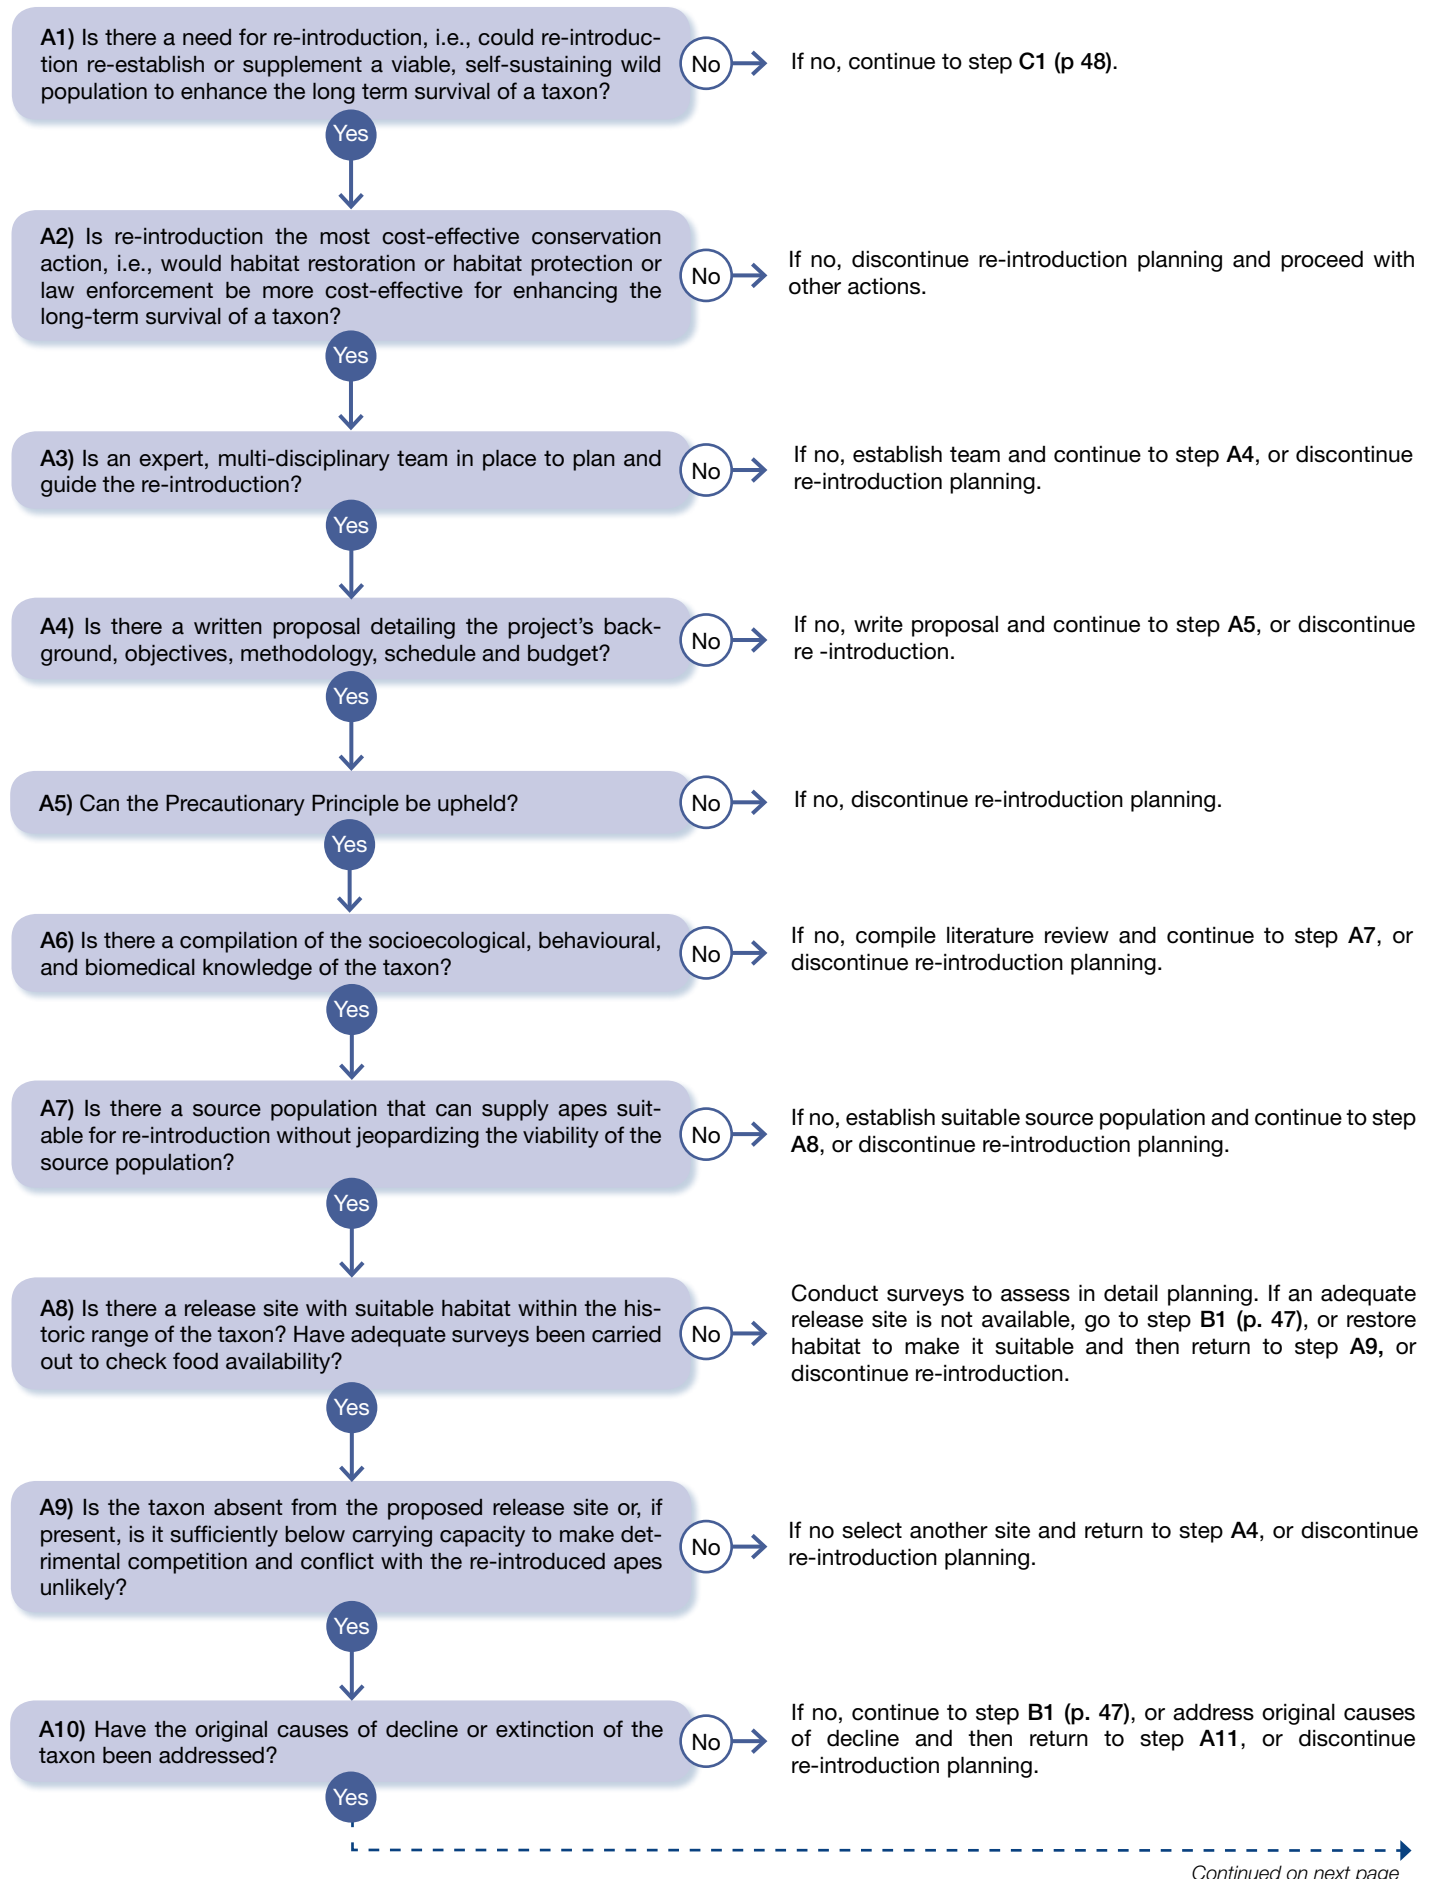 A1) Is there a need for re-introduction, i.e., could re-introduc-
tion re-establish or supplement a viable, self-sustaining wild
population to enhance the long term survival of a taxon?
No
If no, continue to step C1 (p 48).
Yes
A2) Is re-introduction the most cost-effective conservation
action, i.e., would habitat restoration or habitat protection or
law enforcement be more cost-effective for enhancing the
long-term survival of a taxon?
No
If no, discontinue re-introduction planning and proceed with
other actions.
Yes
A3) Is an expert, multi-disciplinary team in place to plan and
guide the re-introduction?
No
If no, establish team and continue to step A4, or discontinue
re-introduction planning.
Yes
A4) Is there a written proposal detailing the project's back-
ground, objectives, methodology, schedule and budget?
No
If no, write proposal and continue to step A5, or discontinue
re -introduction.
Yes
A5) Can the Precautionary Principle be upheld?
No
If no, discontinue re-introduction planning.
Yes
A6) Is there a compilation of the socioecological, behavioural,
and biomedical knowledge of the taxon?
No
If no, compile literature review and continue to step A7, or
discontinue re-introduction planning.
Yes
A7) Is there a source population that can supply apes suit-
able for re-introduction without jeopardizing the viability of the
source population?
No
If no, establish suitable source population and continue to step
A8, or discontinue re-introduction planning.
Yes
A8) Is there a release site with suitable habitat within the his-
toric range of the taxon? Have adequate surveys been carried
out to check food availability?
No
Conduct surveys to assess in detail planning. If an adequate
release site is not available, go to step B1 (p. 47), or restore
habitat to make it suitable and then return to step A9, or
discontinue re-introduction.
Yes
A9) Is the taxon absent from the proposed release site or, if
present, is it sufficiently below carrying capacity to make det-
rimental competition and conflict with the re-introduced apes
unlikely?
No
If no select another site and return to step A4, or discontinue
re-introduction planning.
Yes
A10) Have the original causes of decline or extinction of the
taxon been addressed?
No
If no, continue to step B1 (p. 47), or address original causes
of decline and then return to step A11, or discontinue
re-introduction planning.
Yes
Continued on next page